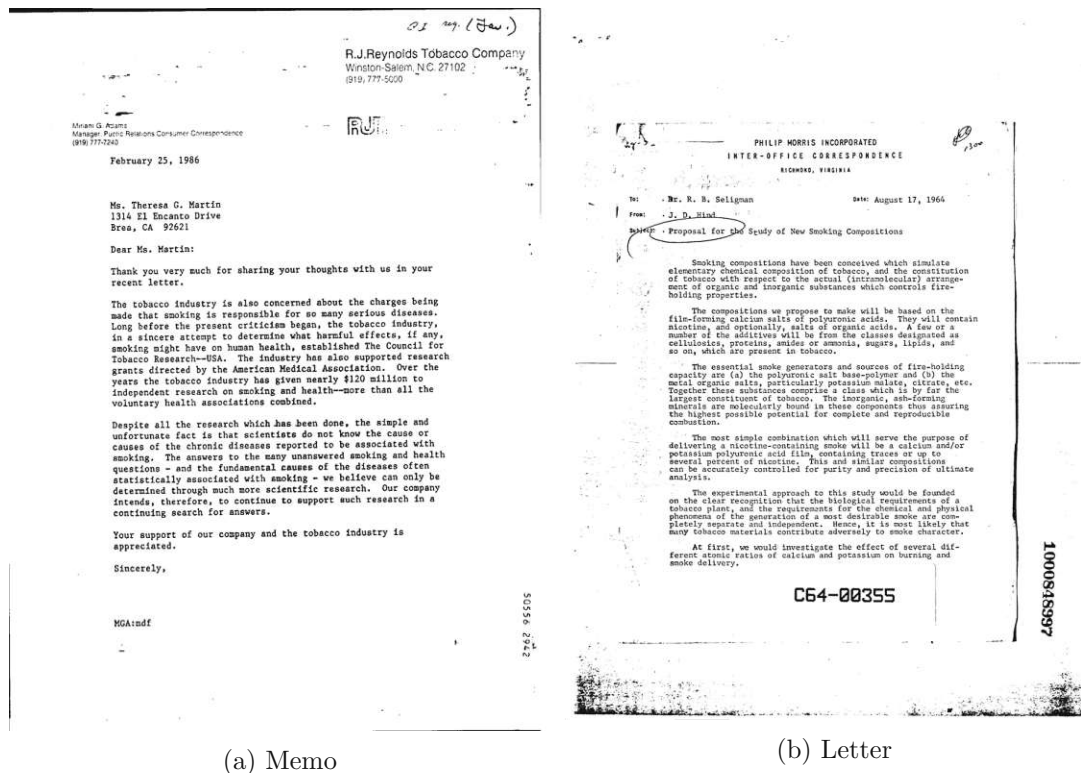 R.J.Reynolds Tobacco Company
Winston-Salem, N.C. 27102
(919) 777-5000
RJR
Manager, Public Relations Consumer Correspondence
(919) 777-7240
February 25, 1986
Ms. Theresa G. Martin
1314 El Encanto Drive
Brea, CA 92621
Dear Ms. Martin:
Thank you very much for sharing your thoughts with us in your
recent letter.
The tobacco industry is also concerned about the charges being
made that smoking is responsible for so many serious diseases.
Long before the present criticism began, the tobacco industry,
in a sincere attempt to determine what harmful effects, if any,
smoking might have on human health, established The Council for
Tobacco Research--USA. The industry has also supported research
grants directed by the American Medical Association. Over the
years the tobacco industry has given nearly $120 million to
independent research on smoking and health--more than all the
voluntary health associations combined.
Despite all the research which has been done, the simple and
unfortunate fact is that scientists do not know the cause or
causes of the chronic diseases reported to be associated with
smoking. The answers to the many unanswered smoking and health
questions - and the fundamental causes of the diseases often
statistically associated with smoking - we believe can only be
determined through much more scientific research. Our company
intends, therefore, to continue to support such research in a
continuing search for answers.
Your support of our company and the tobacco industry is
appreciated.
Sincerely,
MGA:mdf
50556 2942
(a) Memo
PHILIP MORRIS INCORPORATED
INTER-OFFICE CORRESPONDENCE
RICHMOND, VIRGINIA
To: Dr. R. B. Seligman Date: August 17, 1964
From: J. D. Hind
Subject: Proposal for the Study of New Smoking Compositions
Smoking compositions have been conceived which simulate
elementary chemical composition of tobacco, and the constitution
of tobacco with respect to the actual (intramolecular) arrange-
ment of organic and inorganic substances which controls fire-
holding properties.
The compositions we propose to make will be based on the
film-forming calcium salts of polyuronic acids. They will contain
nicotine, and optionally, salts of organic acids. A few or a
number of the additives will be from the classes designated as
cellulosics, proteins, amides or ammonia, sugars, lipids, and
so on, which are present in tobacco.
The essential smoke generators and sources of fire-holding
capacity are (a) the polyuronic salt base-polymer and (b) the
metal organic salts, particularly potassium malate, citrate, etc.
Together these substances comprise a class which is by far the
largest constituent of tobacco. The inorganic, ash-forming
minerals are molecularly bound in these components thus assuring
the highest possible potential for complete and reproducible
combustion.
The most simple combination which will serve the purpose of
delivering a nicotine-containing smoke will be a calcium and/or
potassium polyuronic acid film, containing traces or up to
several percent of nicotine. This and similar compositions
can be accurately controlled for purity and precision of ultimate
analysis.
The experimental approach to this study would be founded
on the clear recognition that the biological requirements of a
tobacco plant, and the requirements for the chemical and physical
phenomena of the generation of a most desirable smoke are com-
pletely separate and independent. Hence, it is most likely that
many tobacco materials contribute adversely to smoke character.
At first, we would investigate the effect of several dif-
ferent atomic ratios of calcium and potassium on burning and
smoke delivery.
C64-00355
1000848997
(b) Letter